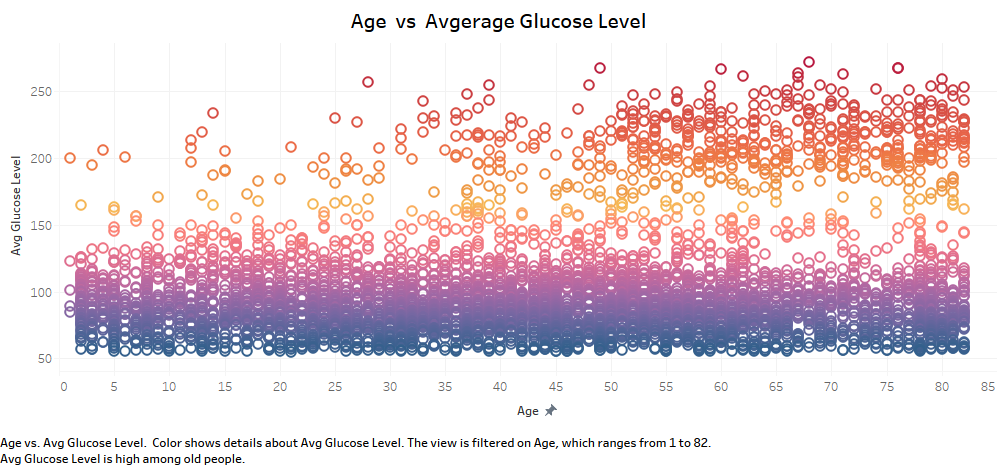 Age vs Avgerage Glucose Level
Avg Glucose Level
250
200
150
100
50
0 5 10 15 20 25 30 35 40 45 50 55 60 65 70 75 80 85
Age
Age vs. Avg Glucose Level. Color shows details about Avg Glucose Level. The view is filtered on Age, which ranges from 1 to 82.
Avg Glucose Level is high among old people.